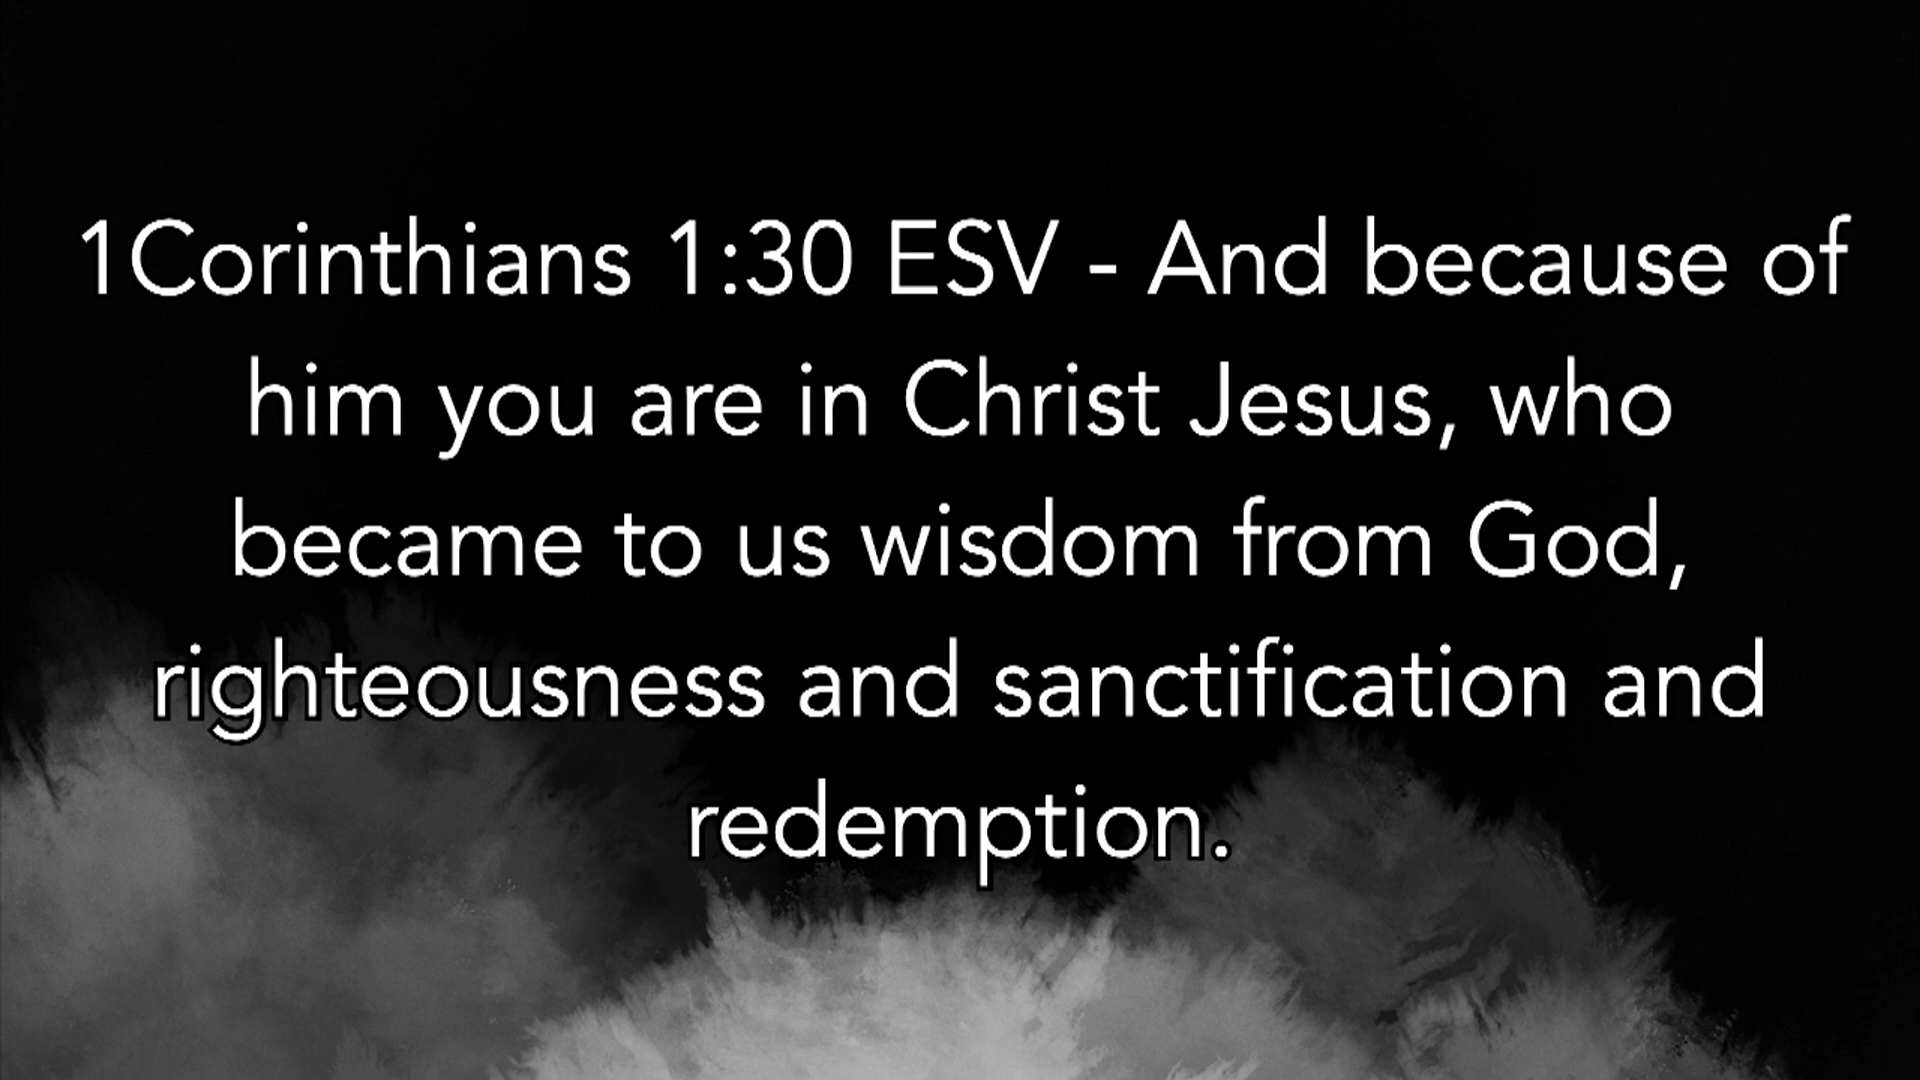 1Corinthians 1:30 ESV - And because of
him you are in Christ Jesus, who
became to us wisdom from God,
righteousness and sanctification and
redemption.